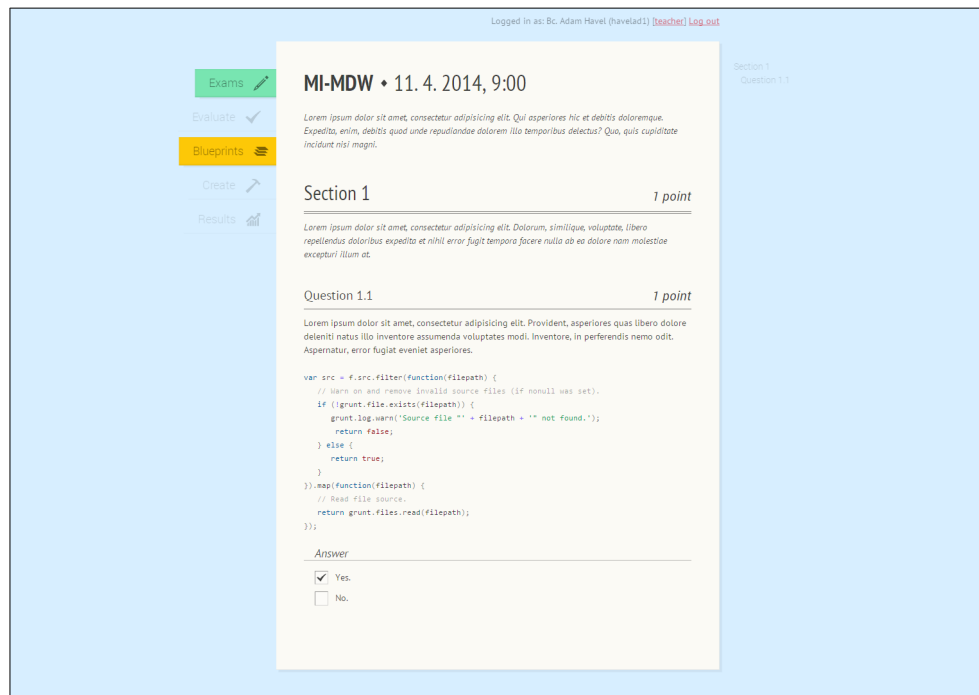 Logged in as: Bc. Adam Havel (havelad1) [teacher] Log out
Exams
Evaluate
Blueprints
Create
Results
MI-MDW • 11. 4. 2014, 9:00
Lorem ipsum dolor sit amet, consectetur adipisicing elit. Qui asperiores hic et debitis doloremque.
Expedita, enim, debitis quod unde repudiandae dolorem illo temporibus delectus? Quo, quis cupiditate
incidunt nisi magni.
Section 1 1 point
Lorem ipsum dolor sit amet, consectetur adipisicing elit. Dolorum, similique, voluptate, libero
repellendus doloribus expedita et nihil error fugit tempora facere nulla ab ea dolore nam molestiae
excepturi illum at.
Question 1.1 1 point
Lorem ipsum dolor sit amet, consectetur adipisicing elit. Provident, asperiores quas libero dolore
deleniti natus illo inventore assumenda voluptates modi. Inventore, in perferendis nemo odit.
Aspernatur, error fugiat eveniet asperiores.
var src = f.src.filter(function(filepath) {
// Warn on and remove invalid source files (if nonull was set).
if (!grunt.file.exists(filepath)) {
grunt.log.warn('Source file "' + filepath + '" not found.');
return false;
} else {
return true;
}
}).map(function(filepath) {
// Read file source.
return grunt.files.read(filepath);
});
Answer
Yes.
No.
Section 1
Question 1.1